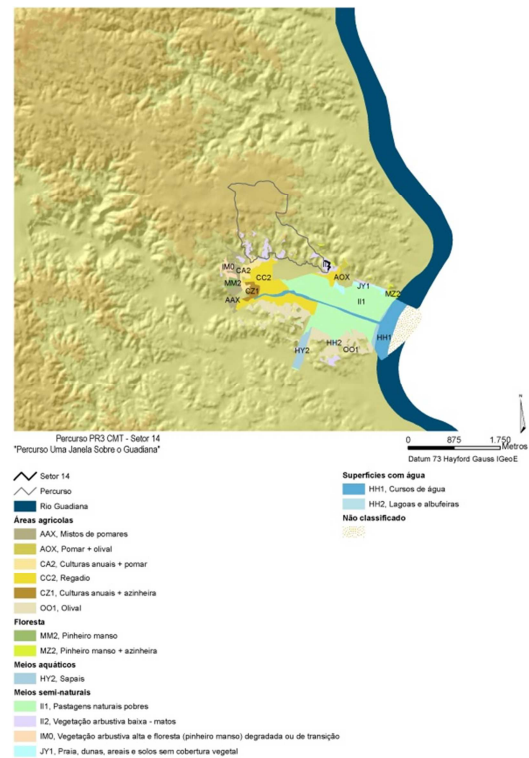 IM0
CA2
CC2
MM2
CZ1
AAX
AOX
JY1
MZ2
II1
HH1
HY2
HH2
OO1
N
Percurso PR3 CMT - Setor 14
"Percurso Uma Janela Sobre o Guadiana"
0 875 1.750
Metros
Datum 73 Hayford Gauss IGeoE
Setor 14
Percurso
Rio Guadiana
Áreas agrícolas
AAX, Mistos de pomares
AOX, Pomar + olival
CA2, Culturas anuais + pomar
CC2, Regadio
CZ1, Culturas anuais + azinheira
OO1, Olival
Floresta
MM2, Pinheiro manso
MZ2, Pinheiro manso + azinheira
Meios aquáticos
HY2, Sapais
Meios semi-naturais
II1, Pastagens naturais pobres
II2, Vegetação arbustiva baixa - matos
IM0, Vegetação arbustiva alta e floresta (pinheiro manso) degradada ou de transição
JY1, Praia, dunas, areais e solos sem cobertura vegetal
Superfícies com água
HH1, Cursos de água
HH2, Lagoas e albufeiras
Não classificado